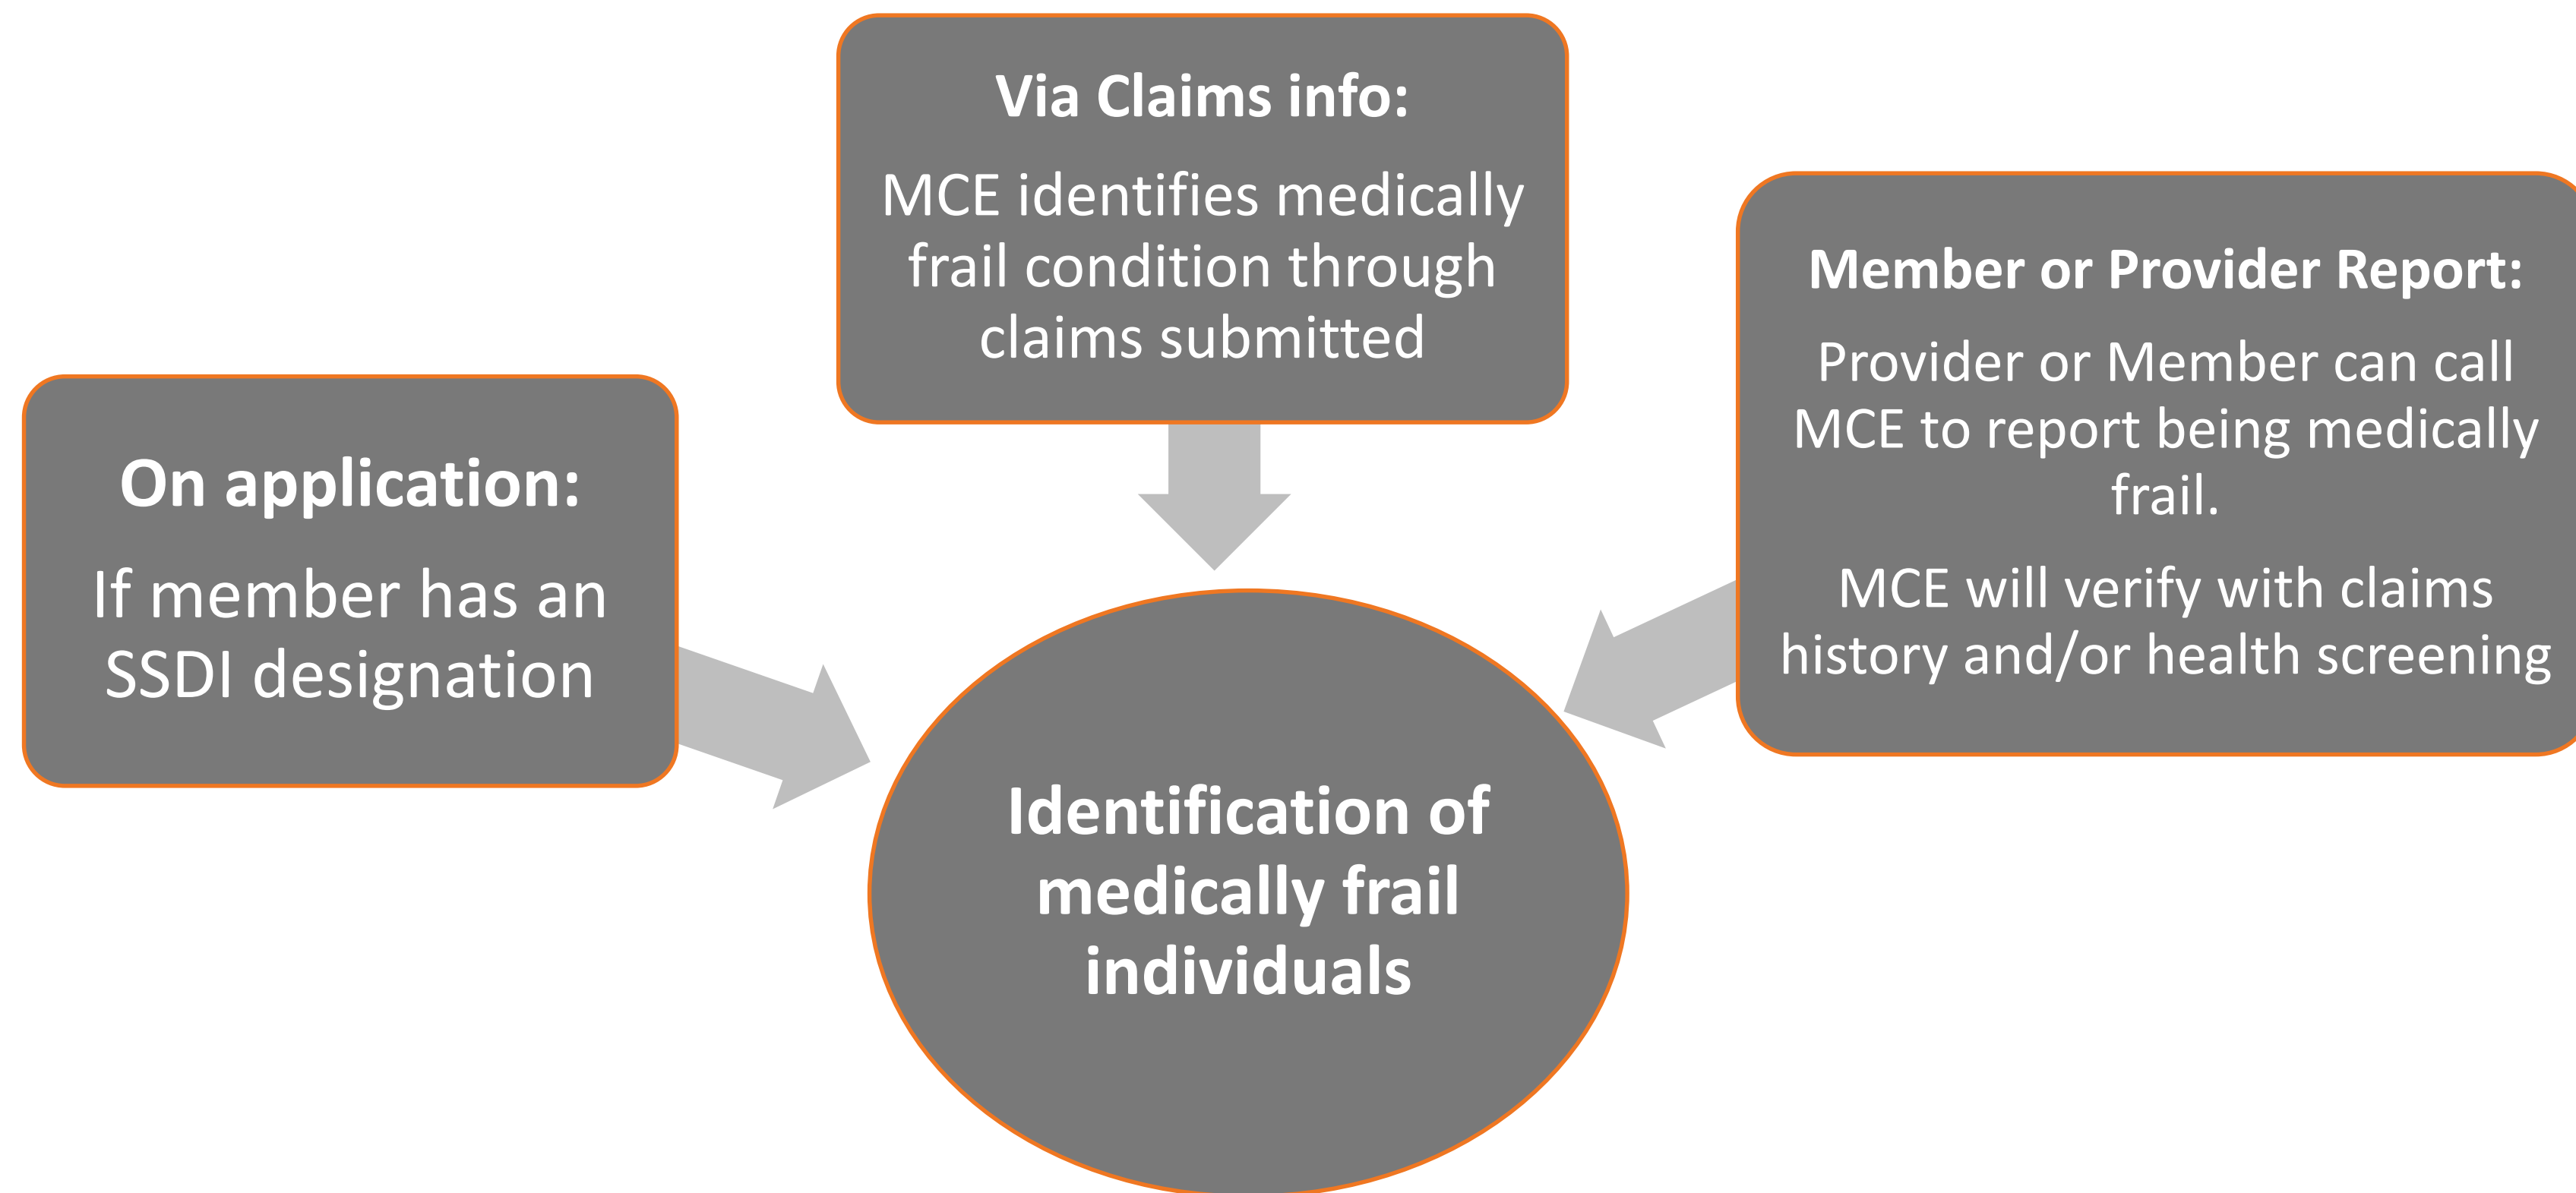 On application:
If member has an
SSDI designation
Via Claims info:
MCE identifies medically
frail condition through
claims submitted
Member or Provider Report:
Provider or Member can call
MCE to report being medically
frail.
MCE will verify with claims
history and/or health screening
Identification of
medically frail
individuals